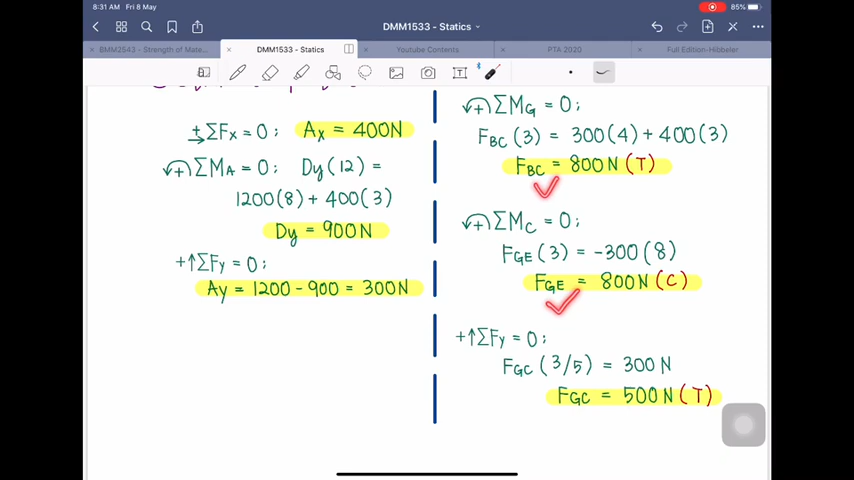 8:31 AM Fri 8 May
85%
DMM1533 - Statics
BMM2543 - Strength of Mate...
DMM1533 - Statics
Youtube Contents
PTA 2020
Full Edition-Hibbeler
+→ ΣFx = 0; Ax = 400N
↶+ ΣMA = 0; Dy(12) =
1200(8) + 400(3)
Dy = 900N
+↑ΣFy = 0;
Ay = 1200 - 900 = 300N
↶+ ΣMG = 0;
FBC(3) = 300(4) + 400(3)
FBC = 800N (T)
↶+ ΣMC = 0;
FGE(3) = -300(8)
FGE = 800N (C)
+↑ΣFy = 0;
FGC (3/5) = 300 N
FGC = 500N (T)